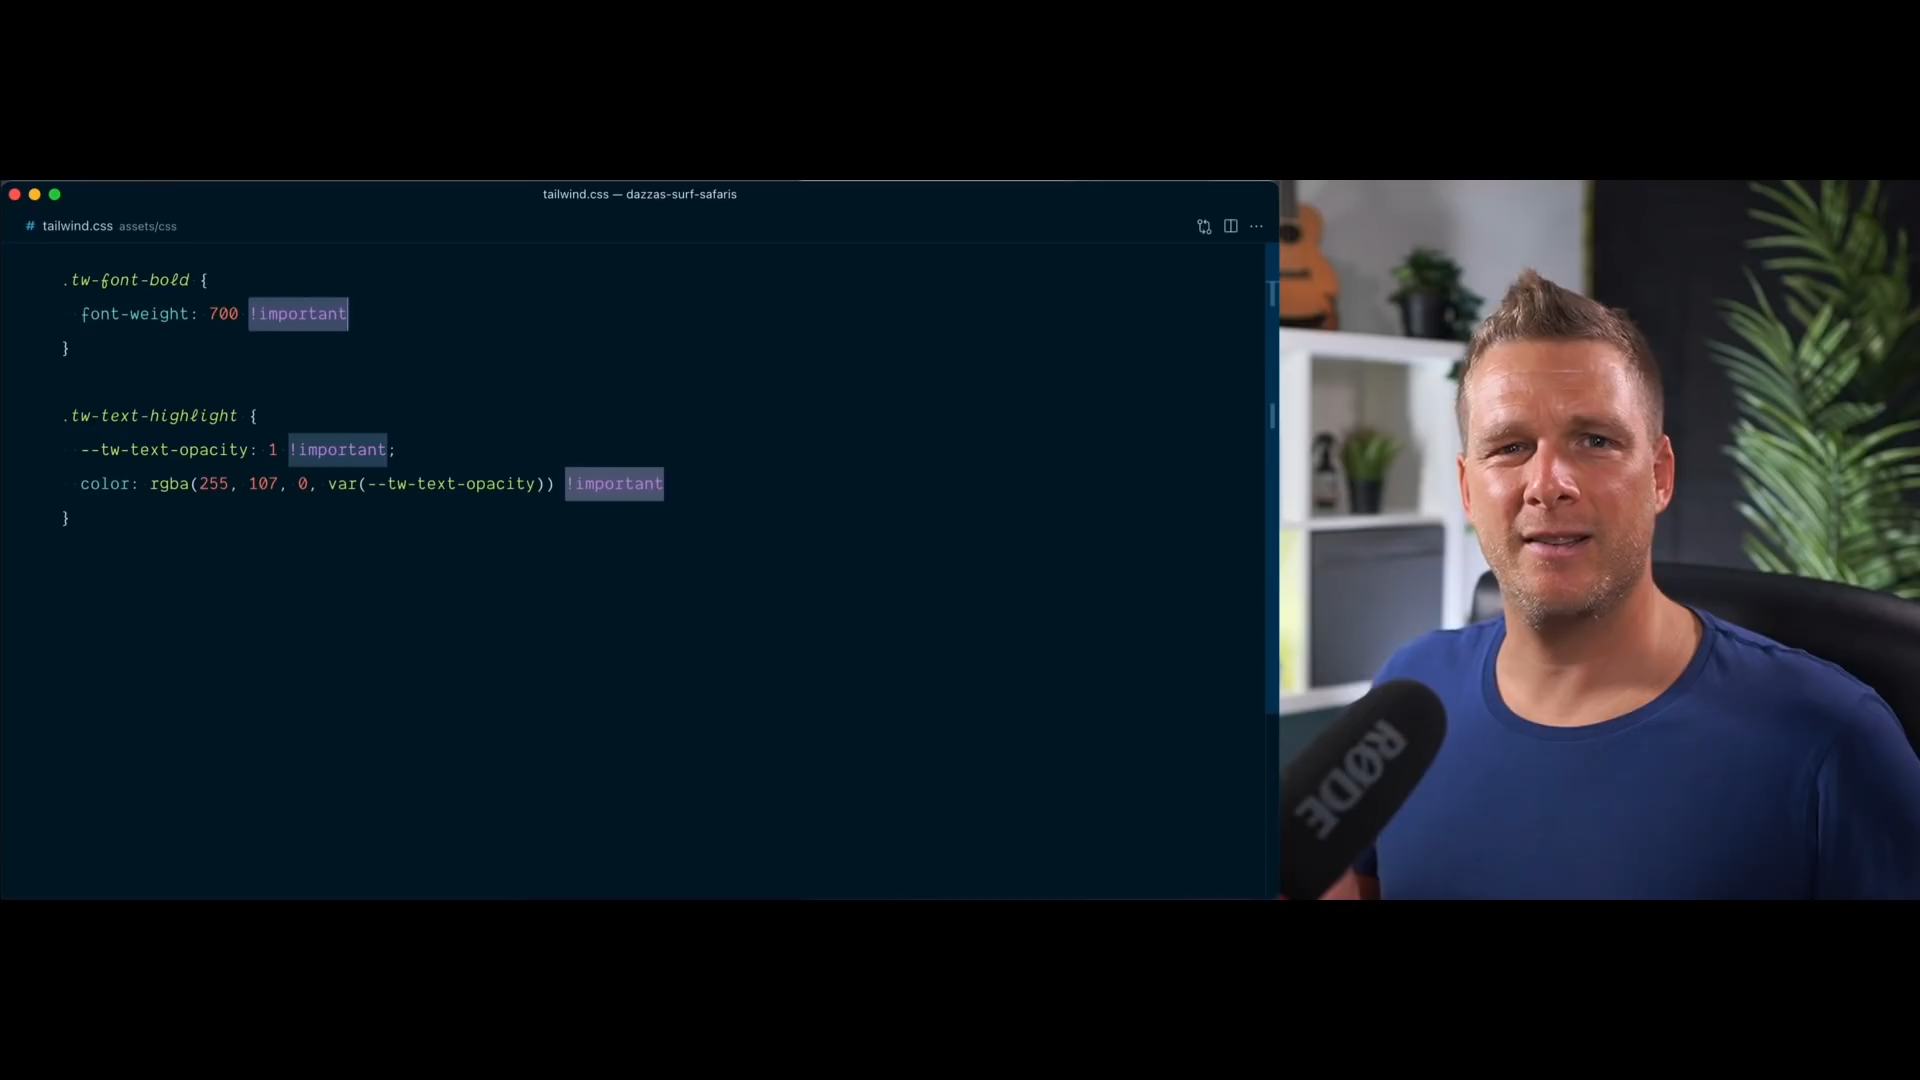 tailwind.css — dazzas-surf-safaris
# tailwind.css assets/css
.tw-font-bold {
font-weight: 700 !important
}
.tw-text-highlight {
--tw-text-opacity: 1 !important;
color: rgba(255, 107, 0, var(--tw-text-opacity)) !important
}
RØDE